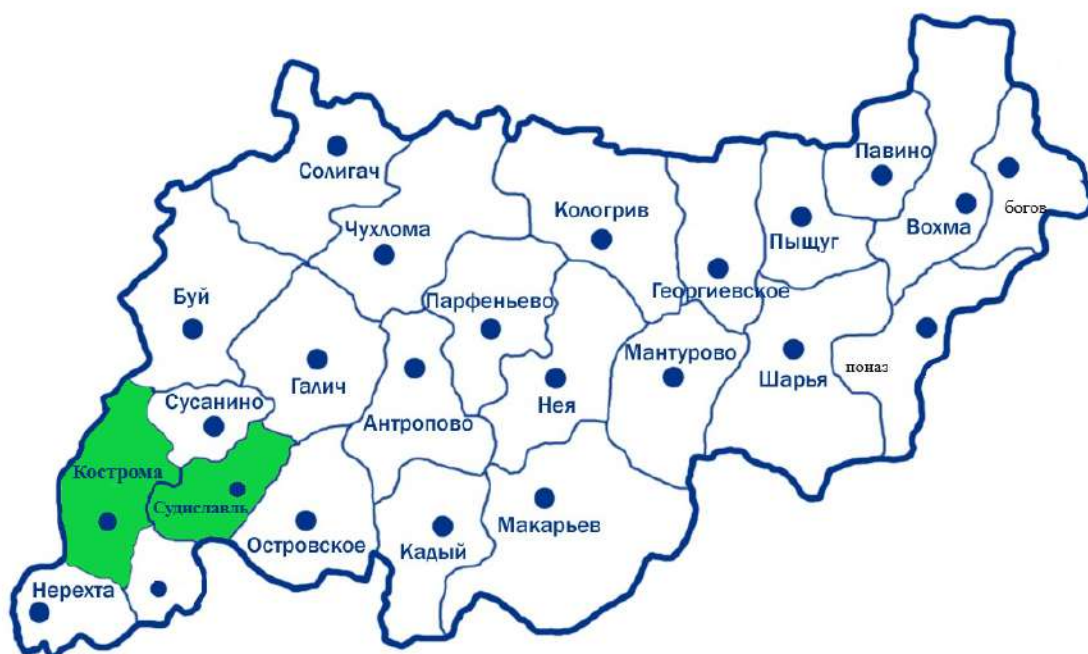 Солигач
Павино
богов
Кологрив
Вохма
Чухлома
Пыщуг
Буй
Парфеньево
Георгиевское
Мантурово
поназ
Шарья
Галич
Сусанино
Нея
Антропово
Кострома
Судиславль
Макарьев
Островское
Кадый
Нерехта